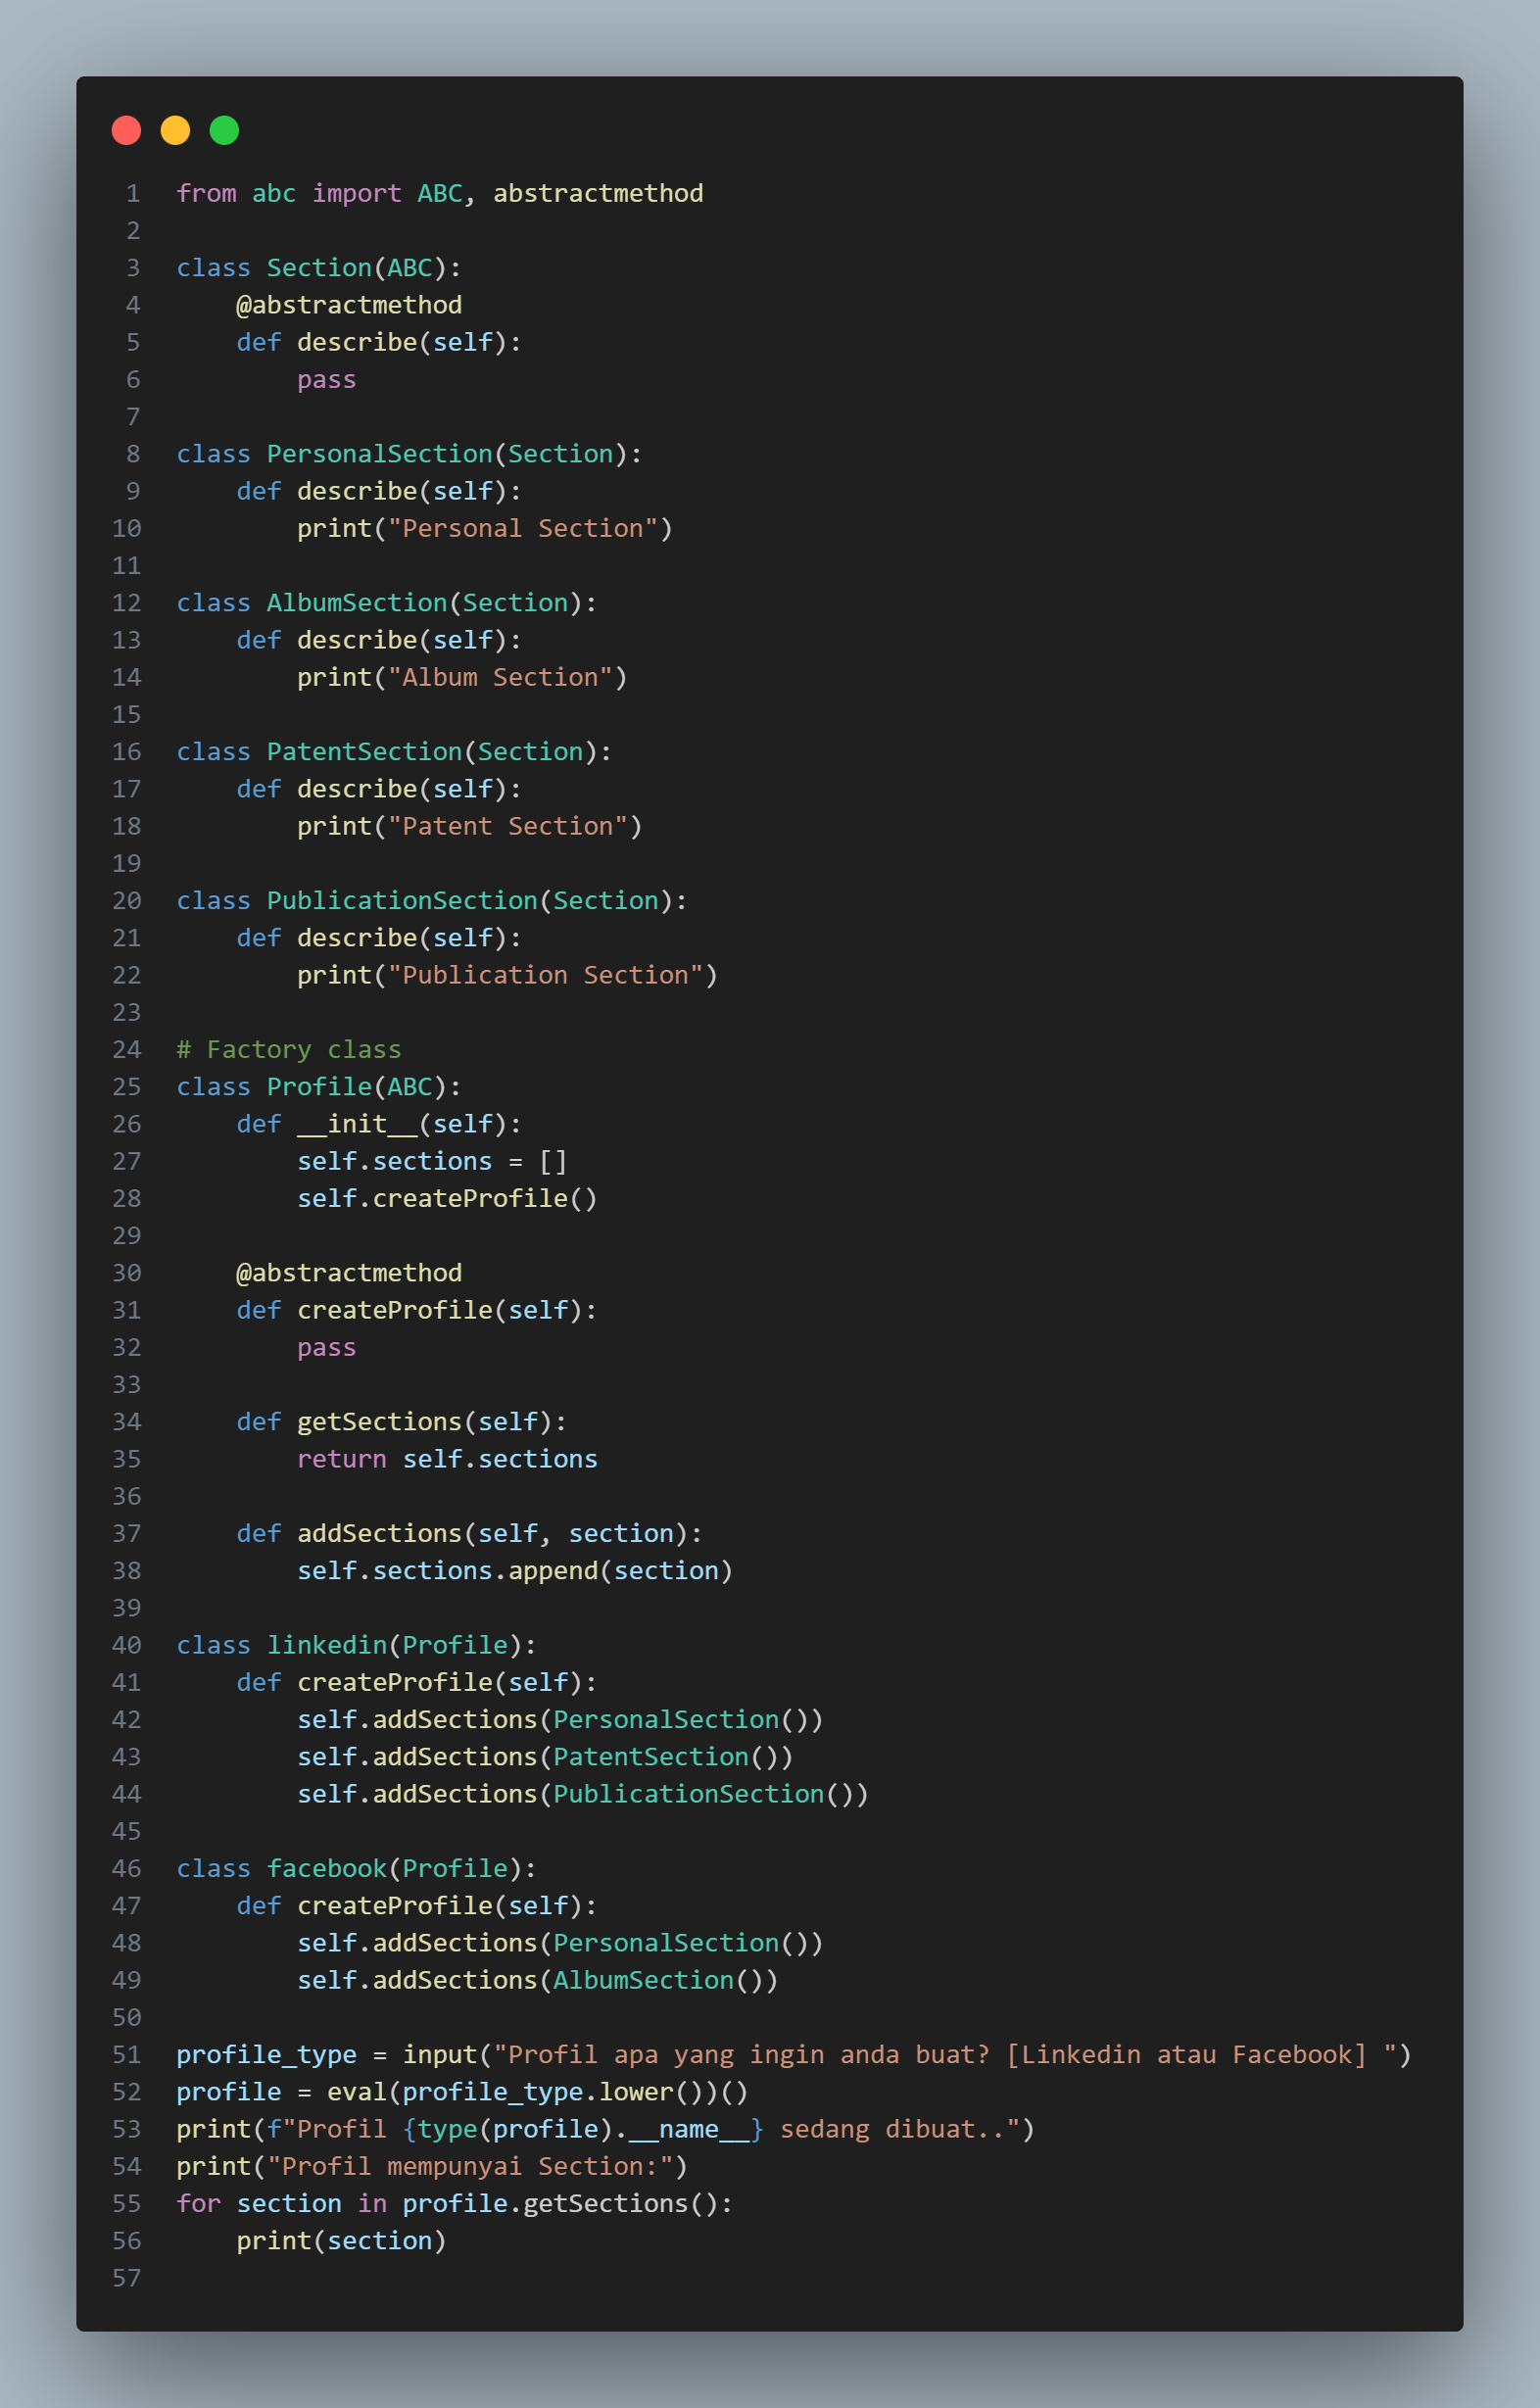 1 from abc import ABC, abstractmethod
2
3 class Section(ABC):
4     @abstractmethod
5     def describe(self):
6         pass
7
8 class PersonalSection(Section):
9     def describe(self):
10         print("Personal Section")
11
12 class AlbumSection(Section):
13     def describe(self):
14         print("Album Section")
15
16 class PatentSection(Section):
17     def describe(self):
18         print("Patent Section")
19
20 class PublicationSection(Section):
21     def describe(self):
22         print("Publication Section")
23
24 # Factory class
25 class Profile(ABC):
26     def __init__(self):
27         self.sections = []
28         self.createProfile()
29
30     @abstractmethod
31     def createProfile(self):
32         pass
33
34     def getSections(self):
35         return self.sections
36
37     def addSections(self, section):
38         self.sections.append(section)
39
40 class linkedin(Profile):
41     def createProfile(self):
42         self.addSections(PersonalSection())
43         self.addSections(PatentSection())
44         self.addSections(PublicationSection())
45
46 class facebook(Profile):
47     def createProfile(self):
48         self.addSections(PersonalSection())
49         self.addSections(AlbumSection())
50
51 profile_type = input("Profil apa yang ingin anda buat? [Linkedin atau Facebook] ")
52 profile = eval(profile_type.lower())()
53 print(f"Profil {type(profile).__name__} sedang dibuat..")
54 print("Profil mempunyai Section:")
55 for section in profile.getSections():
56     print(section)
57